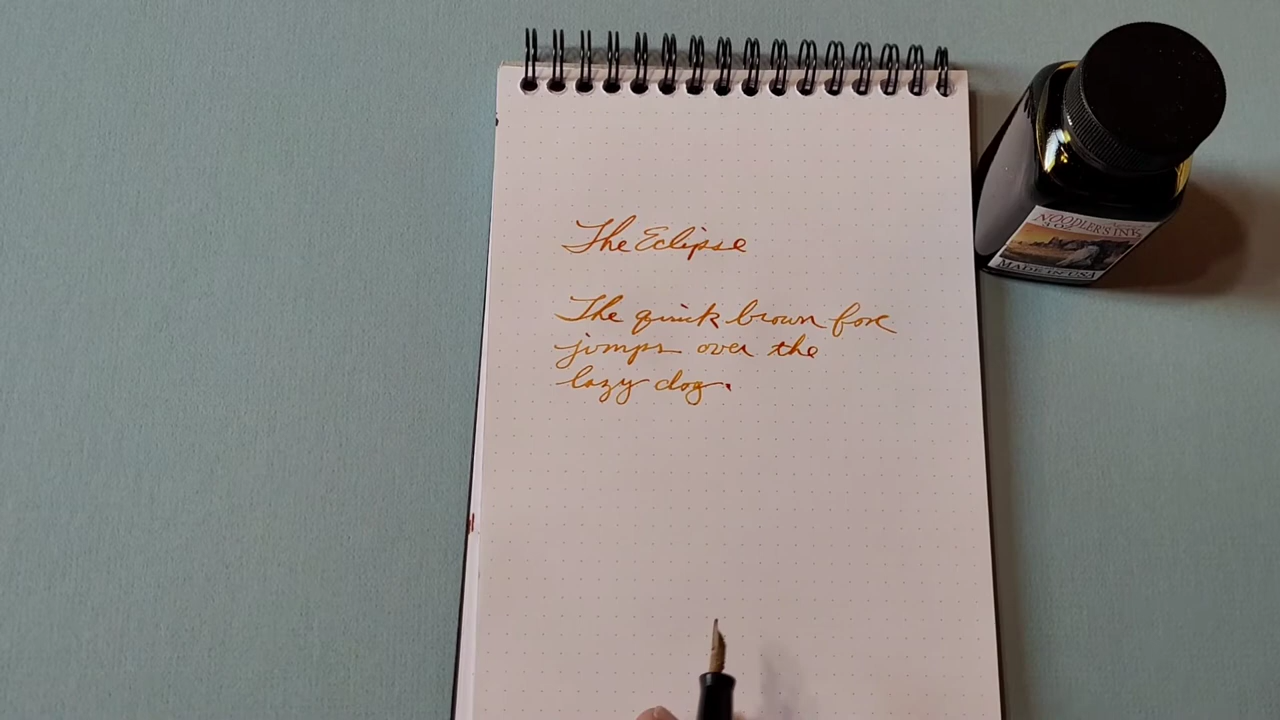 The Eclipse
The quick brown fox
jumps over the
lazy dog.
NOODLER'S INK
MADE IN USA